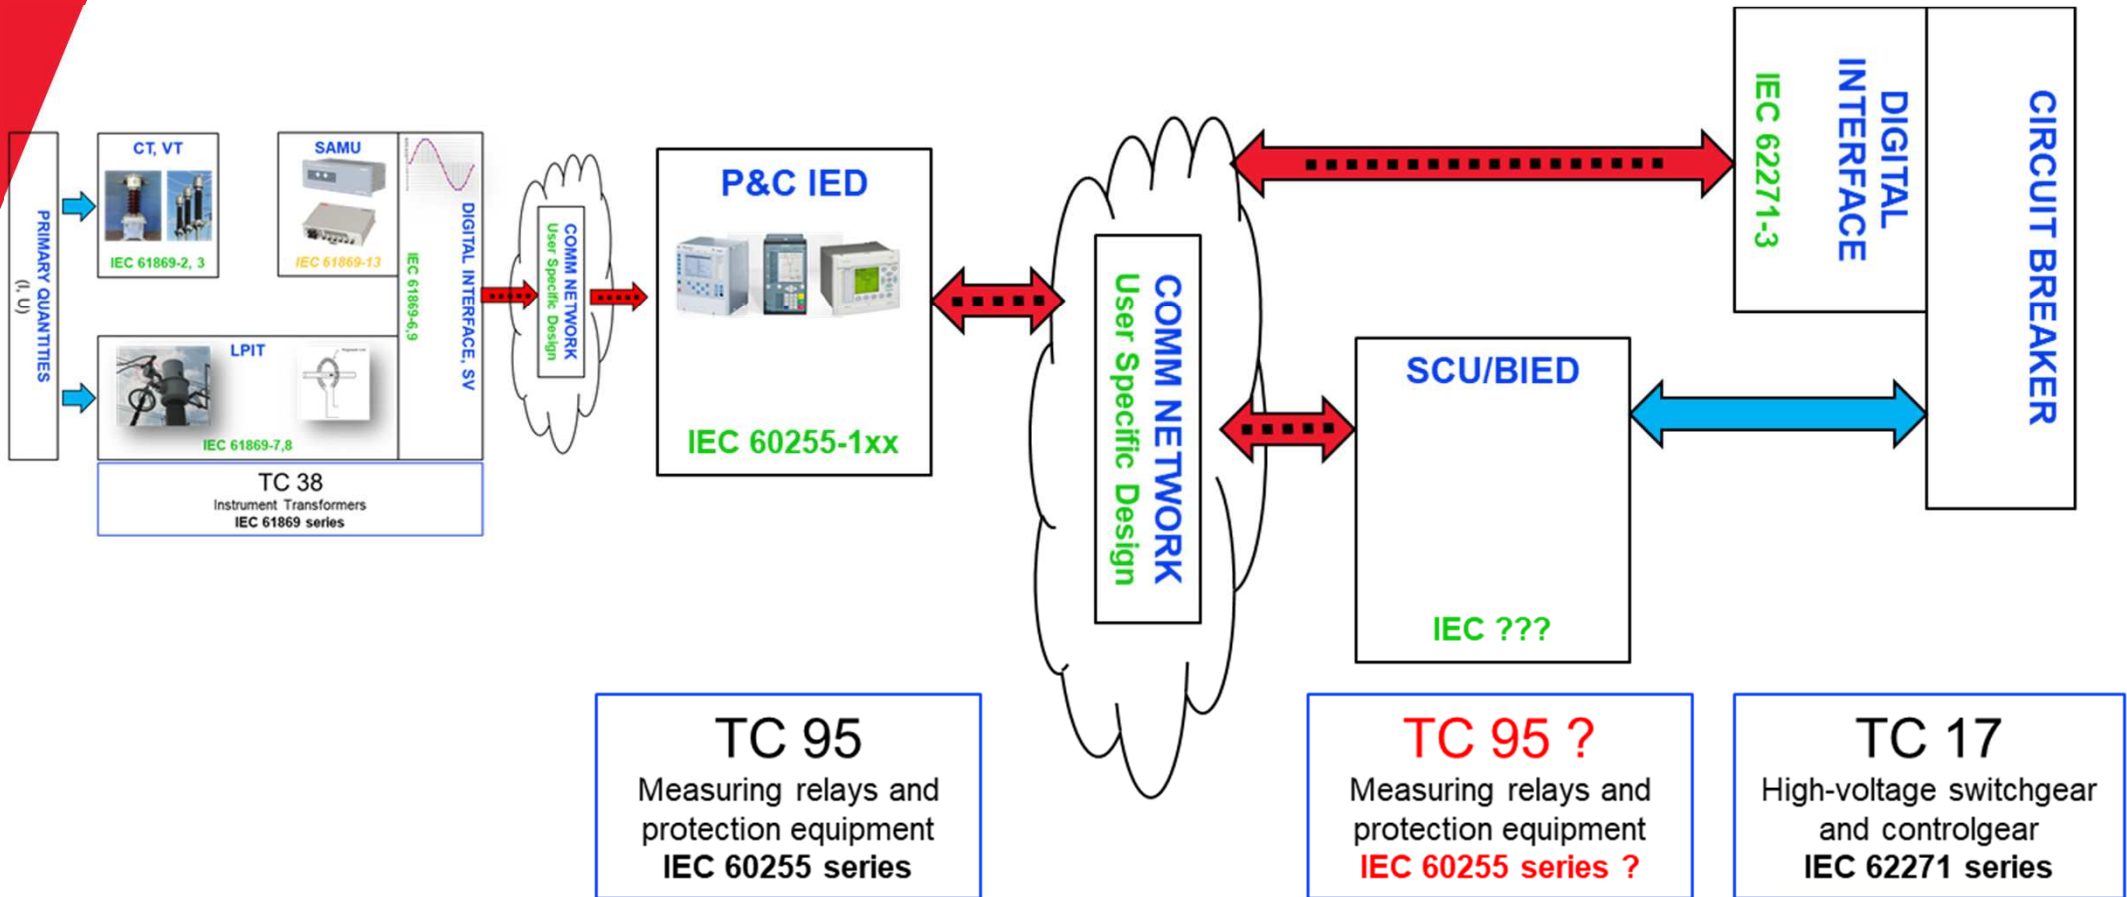 PRIMARY QUANTITIES
(I, U)
CT, VT
IEC 61869-2, 3
SAMU
IEC 61869-13
LPIT
IEC 61869-7,8
IEC 61869-6,9
DIGITAL INTERFACE, SV
TC 38
Instrument Transformers
IEC 61869 series
COMM NETWORK
User Specific Design
P&C IED
IEC 60255-1xx
COMM NETWORK
User Specific Design
SCU/BIED
IEC ???
DIGITAL
INTERFACE
IEC 62271-3
CIRCUIT BREAKER
TC 95
Measuring relays and
protection equipment
IEC 60255 series
TC 95 ?
Measuring relays and
protection equipment
IEC 60255 series ?
TC 17
High-voltage switchgear
and controlgear
IEC 62271 series